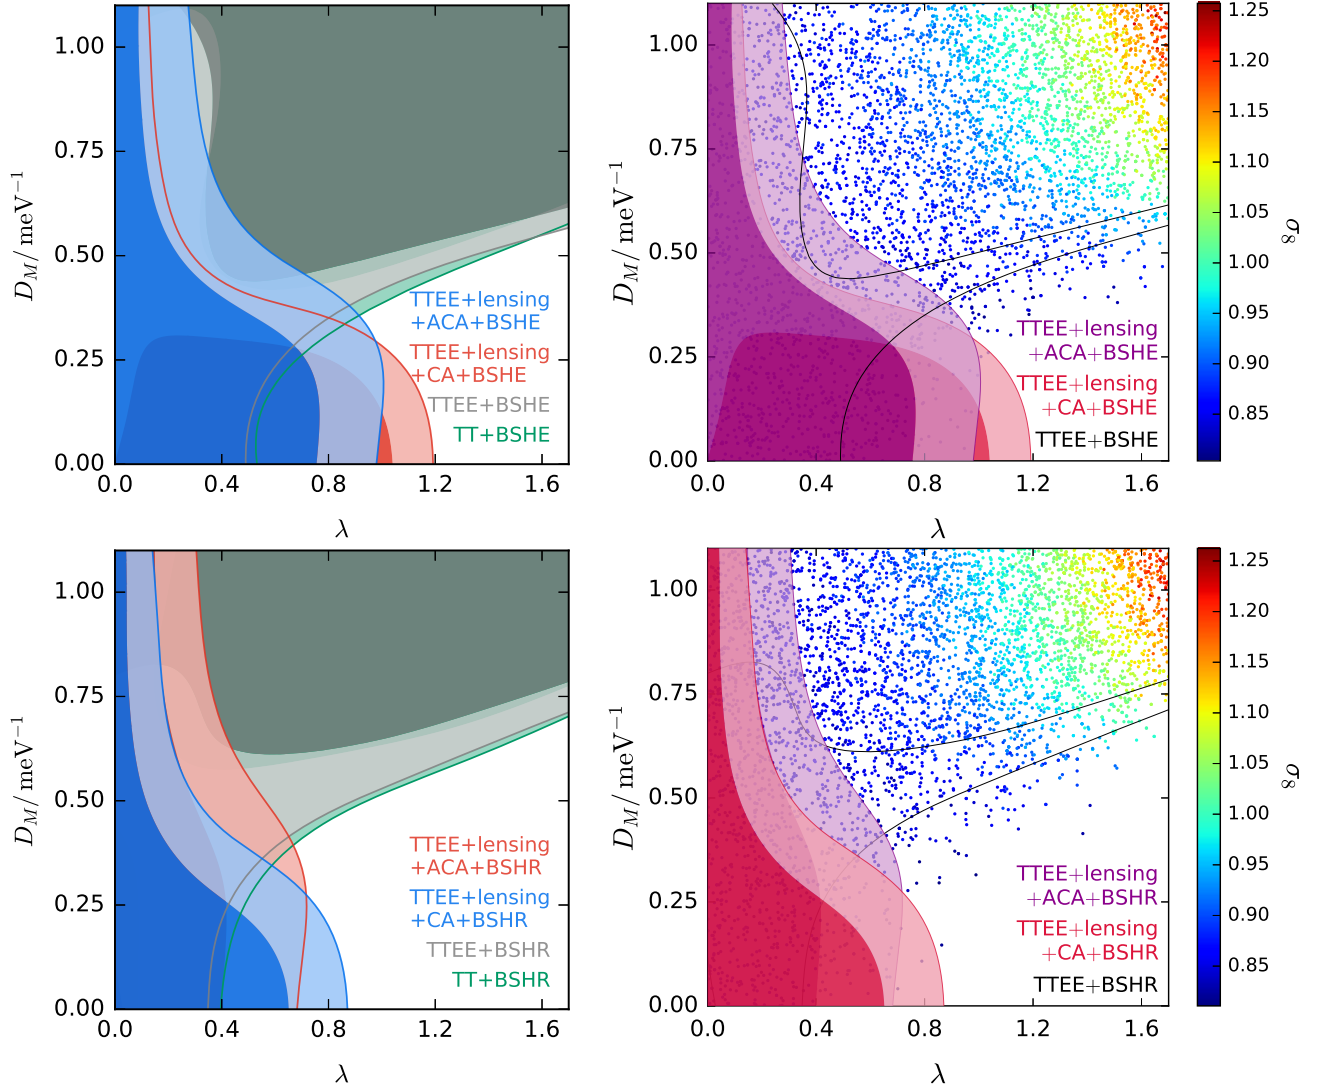 1.00
0.75
0.50
0.25
0.00
D_M / meV⁻¹
TTEE+lensing
+ACA+BSHE
TTEE+lensing
+CA+BSHE
TTEE+BSHE
TT+BSHE
0.0 0.4 0.8 1.2 1.6
λ
1.00
0.75
0.50
0.25
0.00
D_M / meV⁻¹
TTEE+lensing
+ACA+BSHE
TTEE+lensing
+CA+BSHE
TTEE+BSHE
0.0 0.4 0.8 1.2 1.6
λ
1.25
1.20
1.15
1.10
1.05
1.00
0.95
0.90
0.85
σ₈
1.00
0.75
0.50
0.25
0.00
D_M / meV⁻¹
TTEE+lensing
+ACA+BSHR
TTEE+lensing
+CA+BSHR
TTEE+BSHR
TT+BSHR
0.0 0.4 0.8 1.2 1.6
λ
1.00
0.75
0.50
0.25
0.00
D_M / meV⁻¹
TTEE+lensing
+ACA+BSHR
TTEE+lensing
+CA+BSHR
TTEE+BSHR
0.0 0.4 0.8 1.2 1.6
λ
1.25
1.20
1.15
1.10
1.05
1.00
0.95
0.90
0.85
σ₈